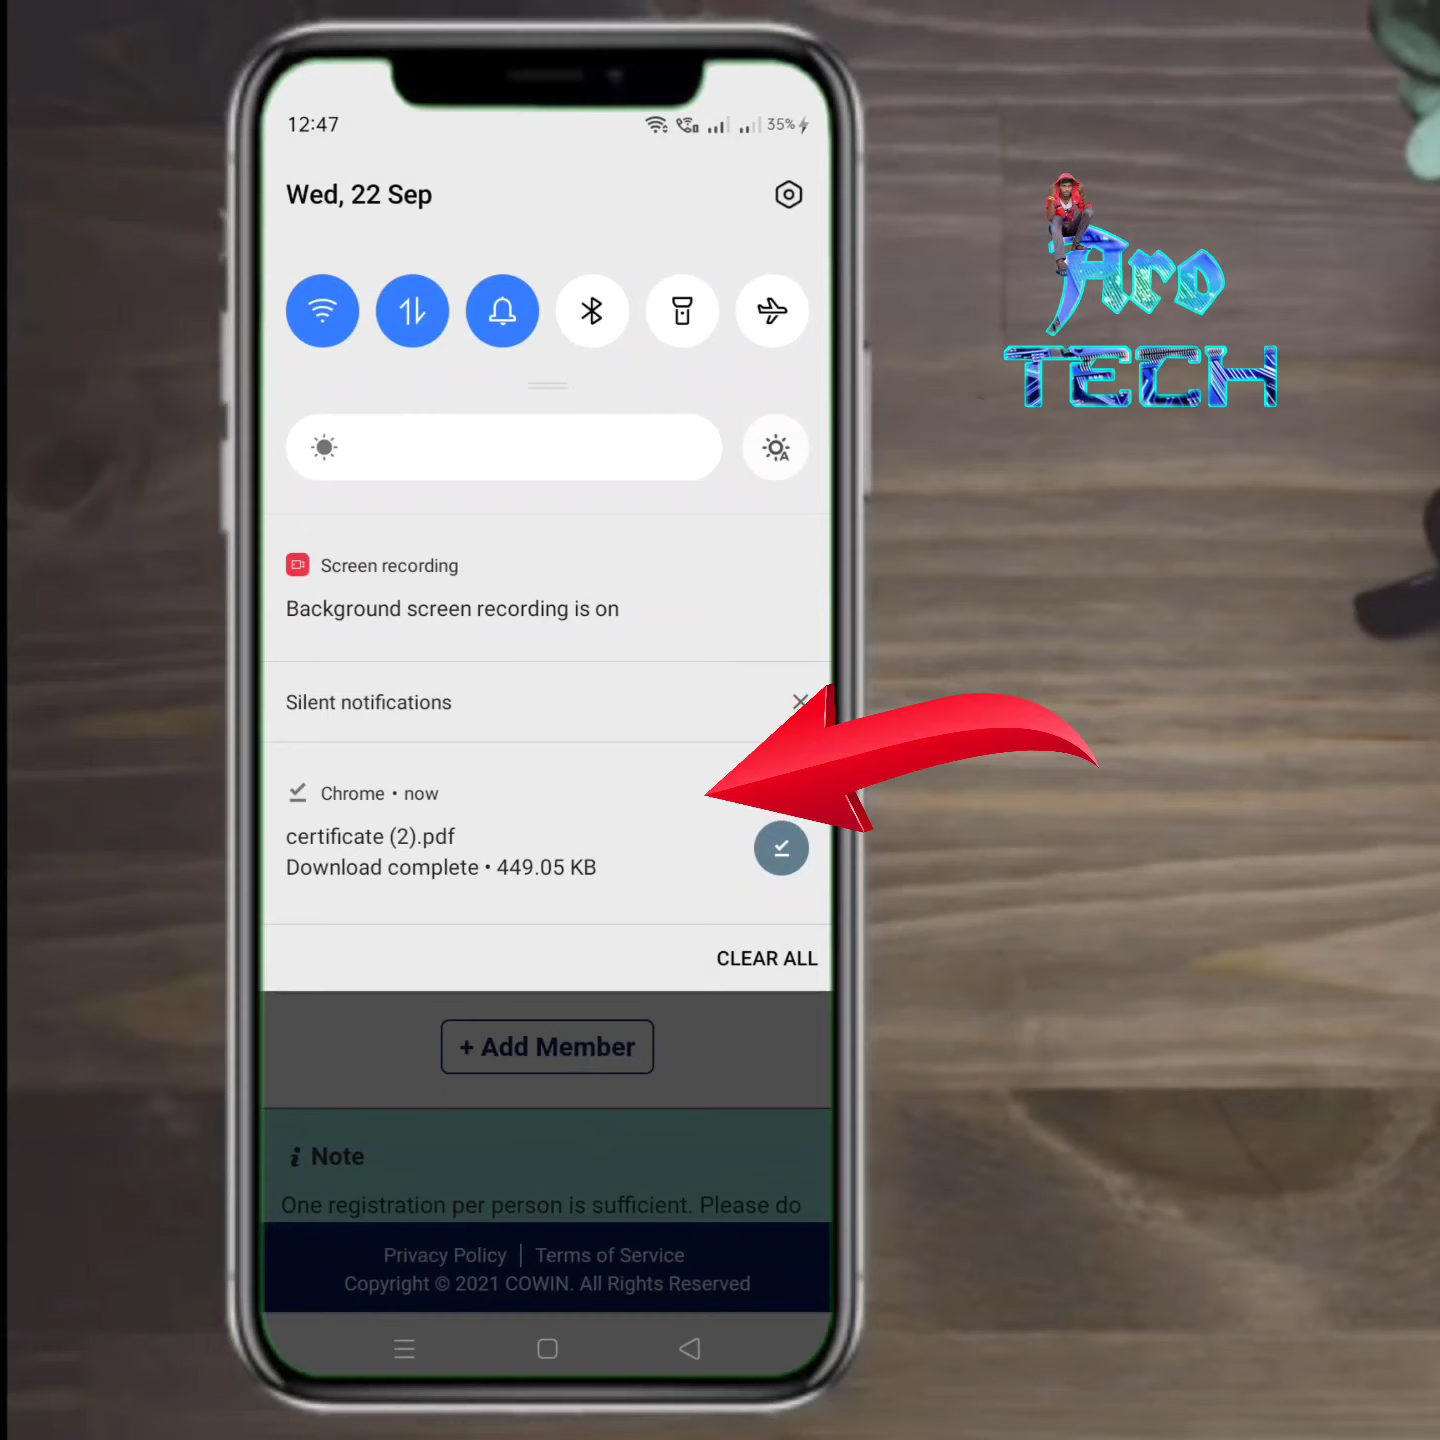 12:47
35%
Wed, 22 Sep
Aro
TECH
A
Screen recording
Background screen recording is on
Silent notifications
Chrome • now
certificate (2).pdf
Download complete • 449.05 KB
CLEAR ALL
+ Add Member
i Note
One registration per person is sufficient. Please do
Privacy Policy | Terms of Service
Copyright © 2021 COWIN. All Rights Reserved